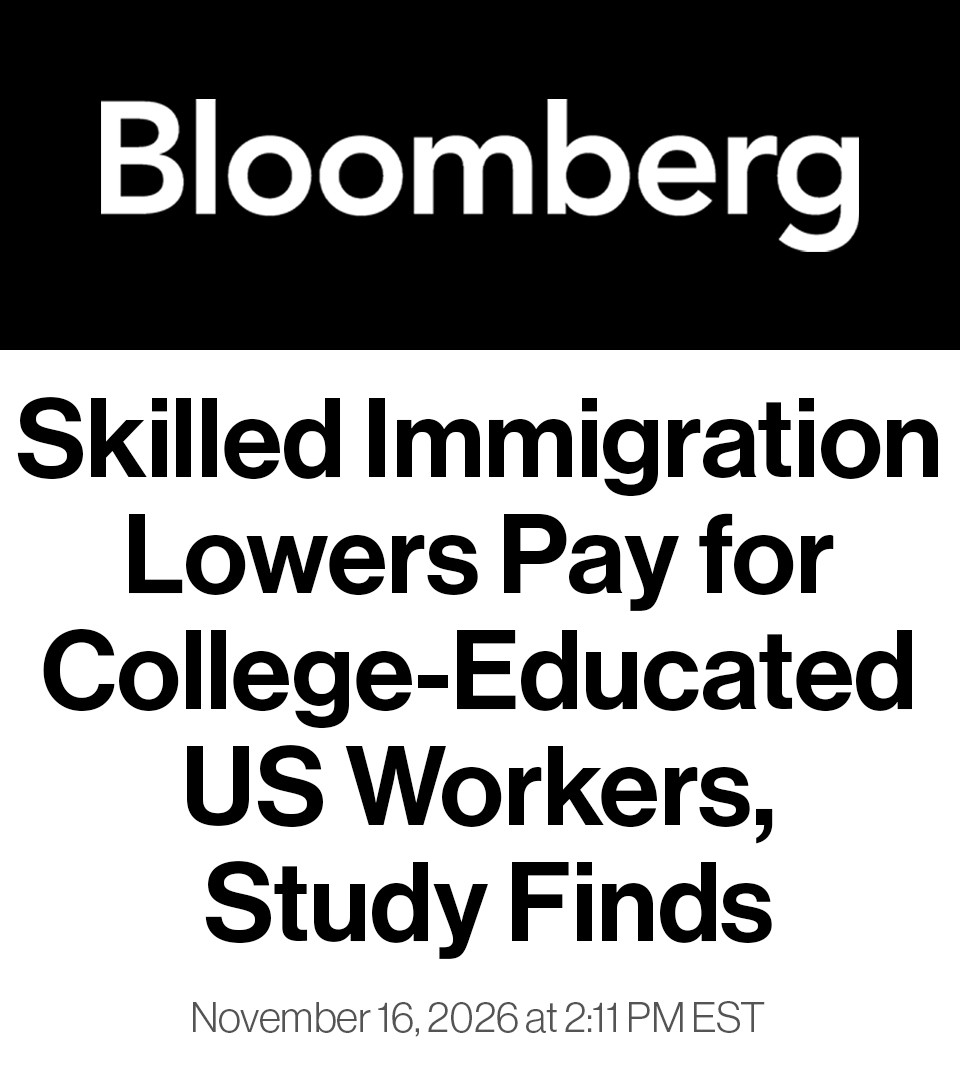 Bloomberg
Skilled Immigration
Lowers Pay for
College-Educated
US Workers,
Study Finds
November 16, 2026 at 2:11 PM EST